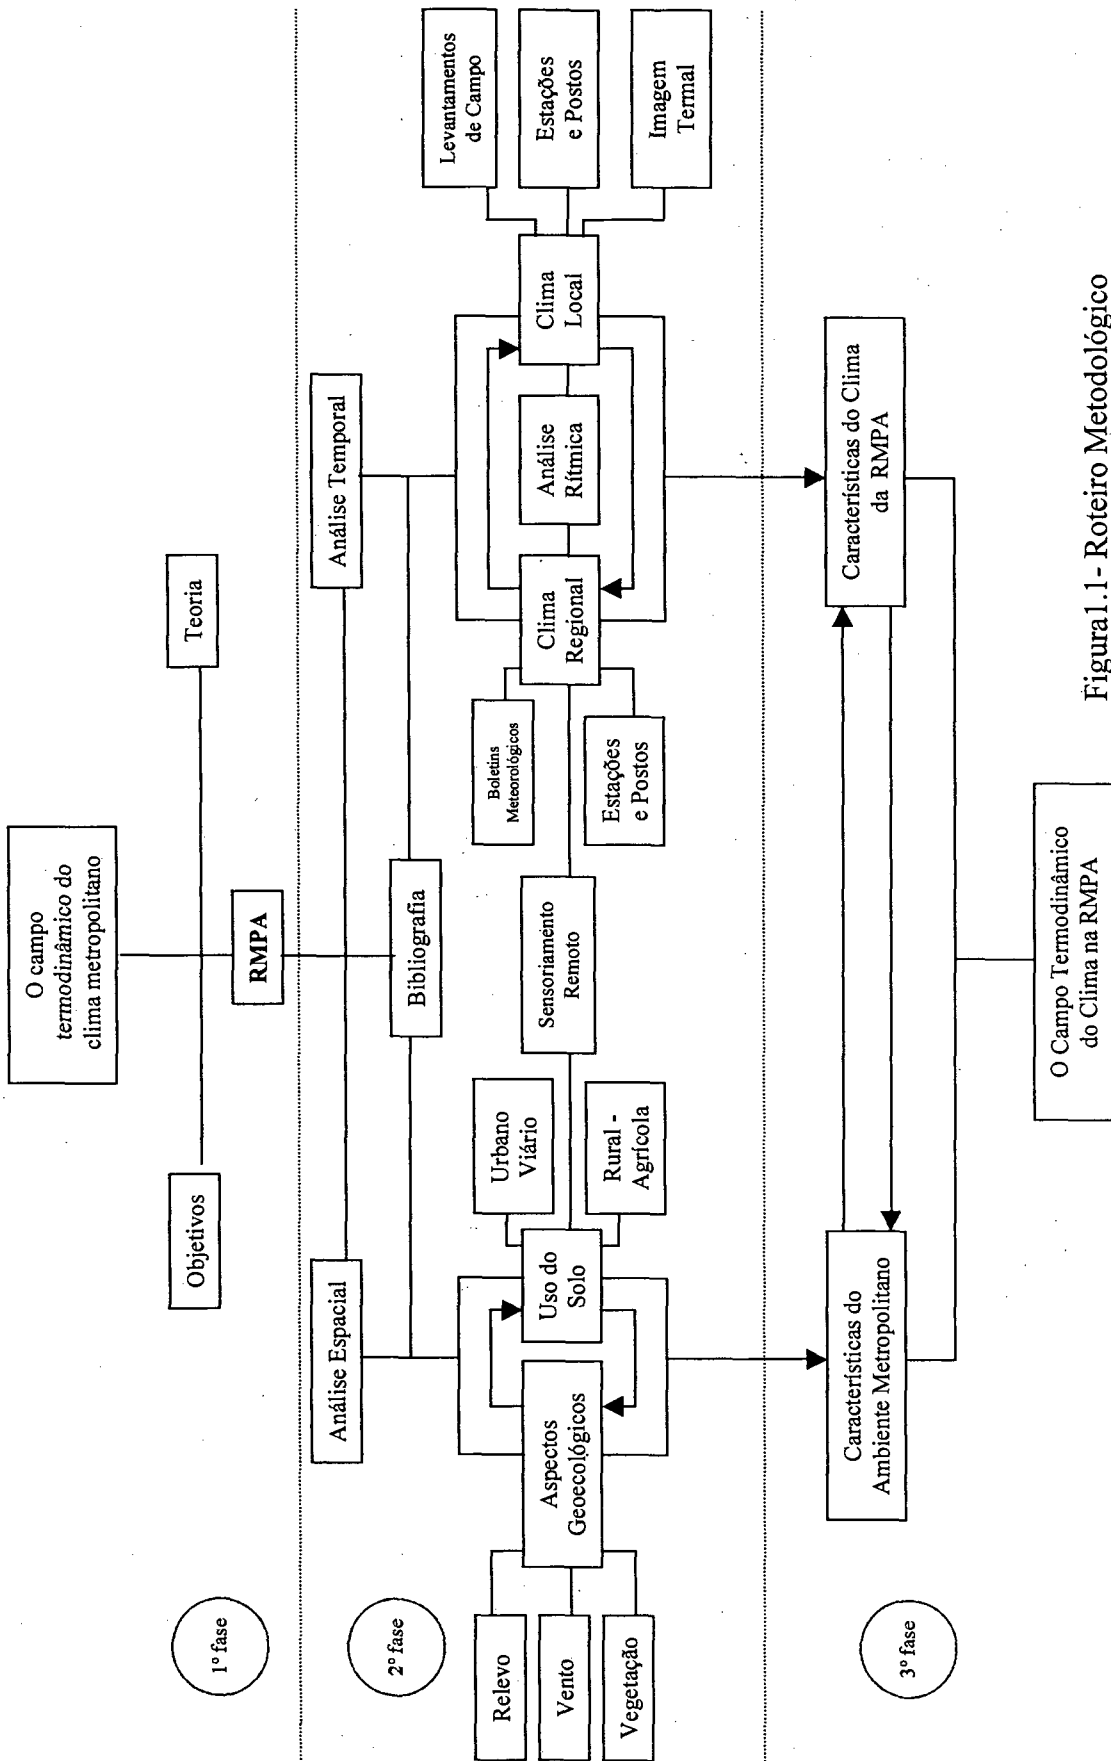 O campo
termodinâmico do
clima metropolitano
Objetivos
Teoria
1º fase
RMPA
Análise Espacial
Análise Temporal
2º fase
Bibliografia
Relevo
Vento
Vegetação
Aspectos
Geoecológicos
Uso do
Solo
Urbano
Viário
Rural -
Agrícola
Sensoriamento
Remoto
Boletins
Meteorológicos
Estações
e Postos
Clima
Regional
Análise
Rítmica
Clima
Local
Levantamentos
de Campo
Estações
e Postos
Imagem
Termal
3º fase
Características do
Ambiente Metropolitano
Características do Clima
da RMPA
O Campo Termodinâmico
do Clima na RMPA
Figura1.1- Roteiro Metodológico